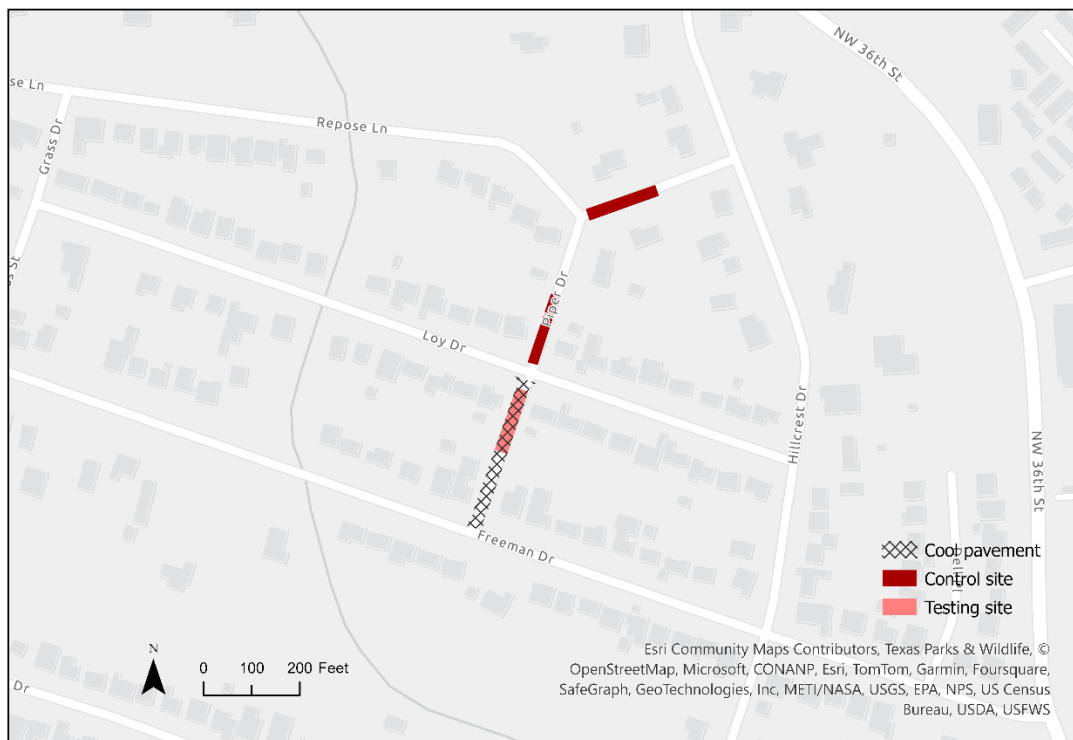 NW 36th St
se Ln
Repose Ln
Grass Dr
Piper Dr
ss St
Loy Dr
Hillcrest Dr
NW 36th St
Freeman Dr
Cool pavement
Control site
Testing site
N
0 100 200 Feet
Dr
Esri Community Maps Contributors, Texas Parks & Wildlife, ©
OpenStreetMap, Microsoft, CONANP, Esri, TomTom, Garmin, Foursquare,
SafeGraph, GeoTechnologies, Inc, METI/NASA, USGS, EPA, NPS, US Census
Bureau, USDA, USFWS